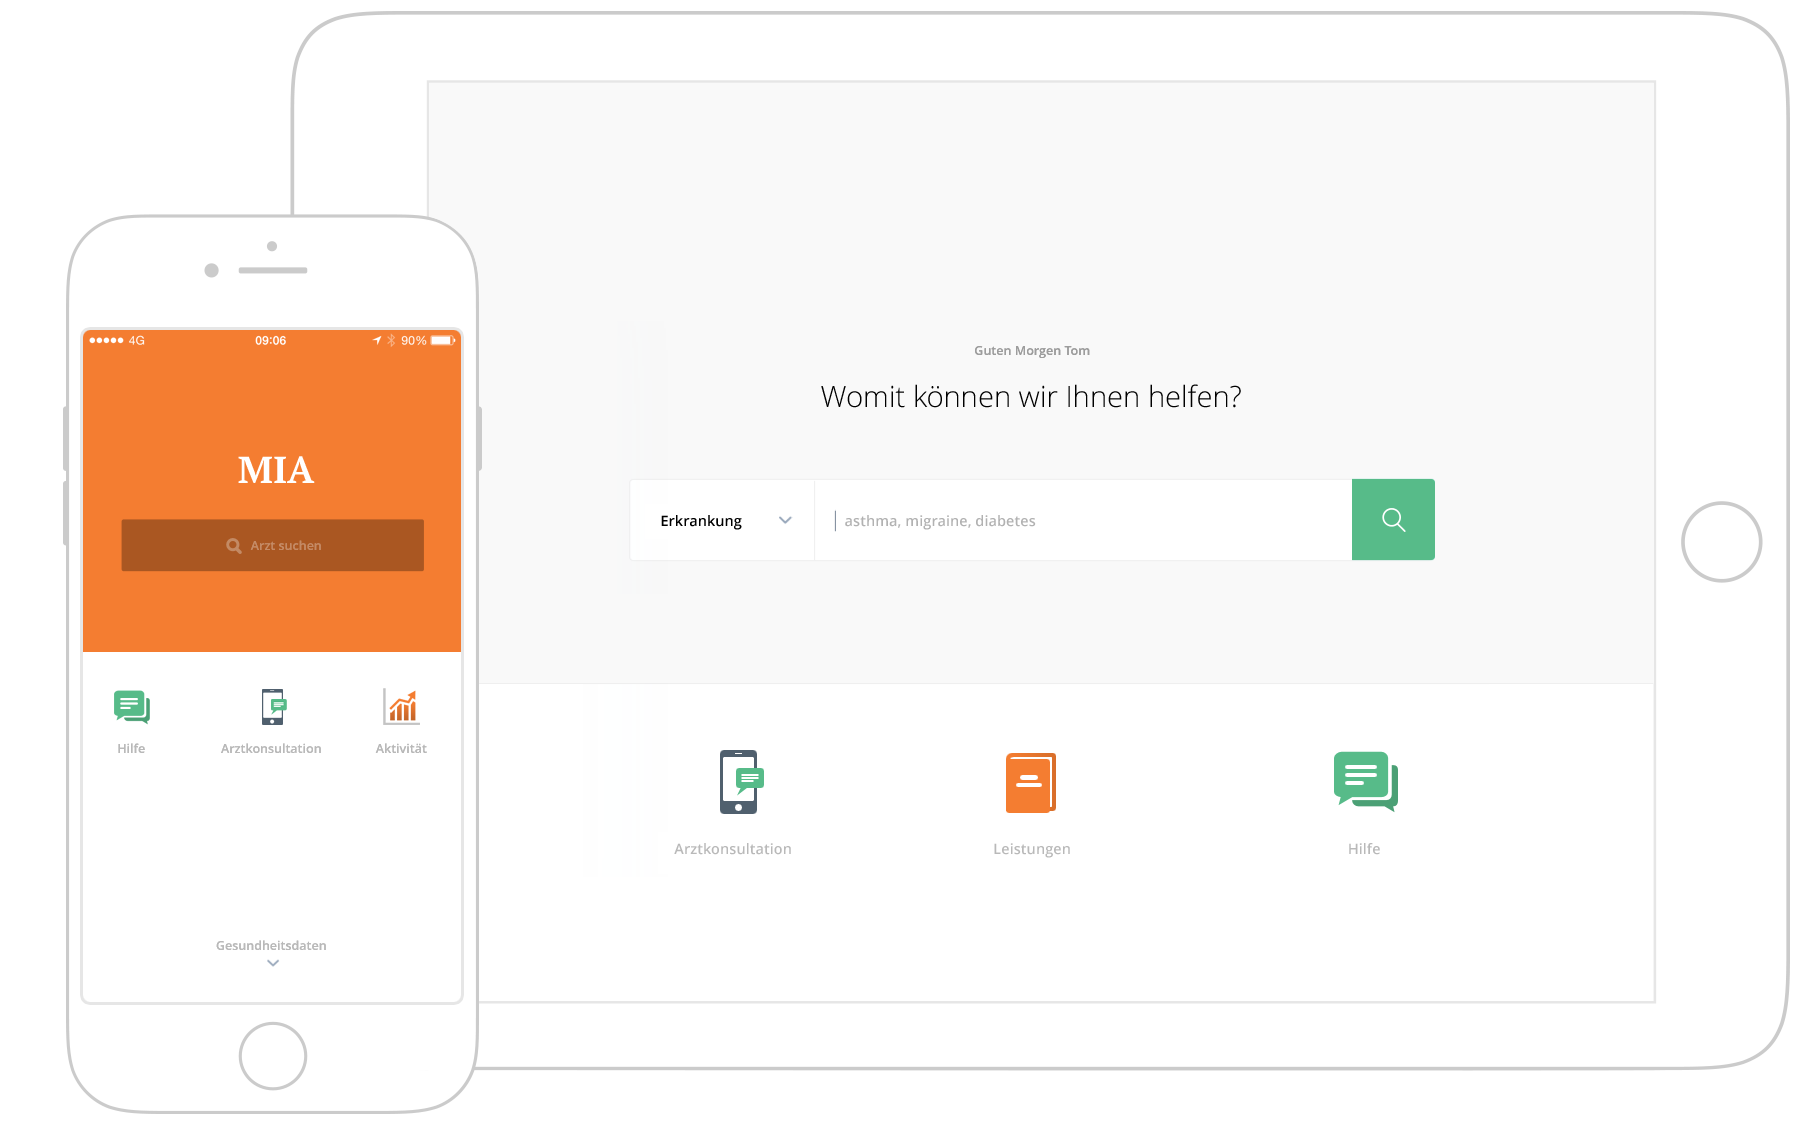 4G 09:06 90%
MIA
Arzt suchen
Hilfe Arztkonsultation Aktivität
Gesundheitsdaten
Guten Morgen Tom
Womit können wir Ihnen helfen?
Erkrankung asthma, migraine, diabetes
Arztkonsultation Leistungen Hilfe